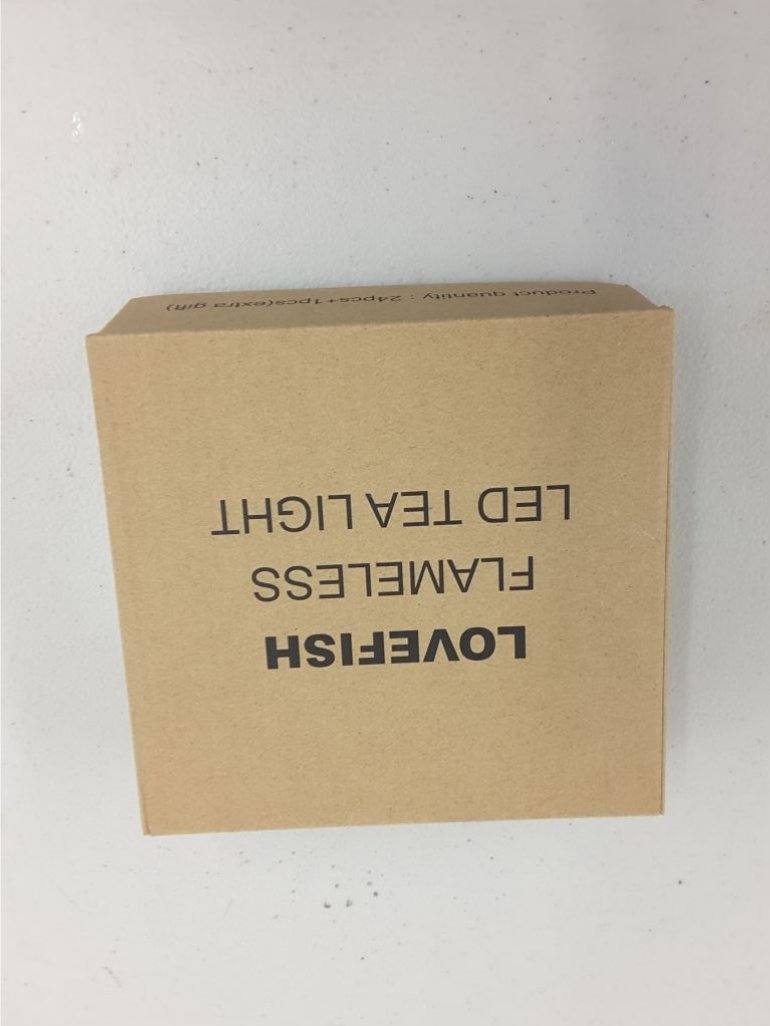 LOVEFISH
FLAMELESS
LED TEA LIGHT
Product quantity : 24pcs+1pcs(extra gift)